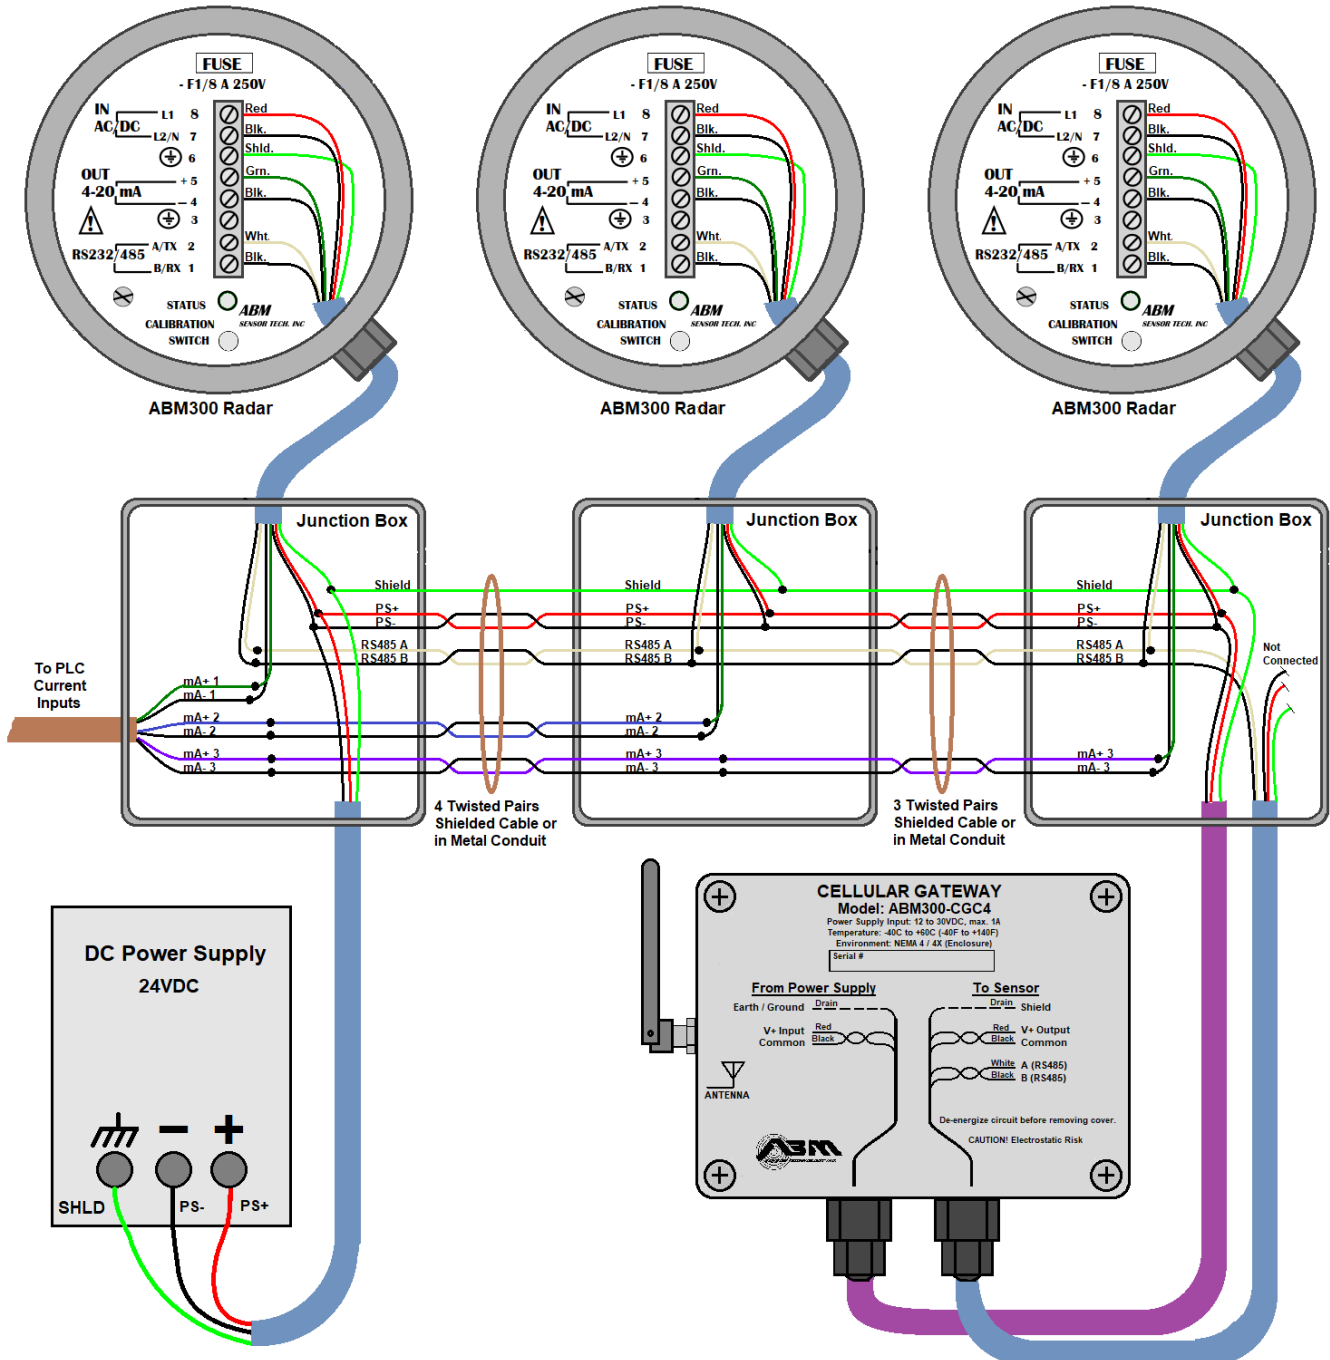 FUSE
- F1/8 A 250V
IN
AC/DC
L1 8
L2/N 7
6
OUT
4-20 mA
+ 5
– 4
3
A/TX 2
RS232/485
B/RX 1
Red
Blk.
Shld.
Grn.
Blk.
Wht.
Blk.
STATUS
ABM
SENSOR TECH. INC
CALIBRATION
SWITCH
ABM300 Radar
FUSE
- F1/8 A 250V
IN
AC/DC
L1 8
L2/N 7
6
OUT
4-20 mA
+ 5
– 4
3
A/TX 2
RS232/485
B/RX 1
Red
Blk.
Shld.
Grn.
Blk.
Wht.
Blk.
STATUS
ABM
SENSOR TECH. INC
CALIBRATION
SWITCH
ABM300 Radar
FUSE
- F1/8 A 250V
IN
AC/DC
L1 8
L2/N 7
6
OUT
4-20 mA
+ 5
– 4
3
A/TX 2
RS232/485
B/RX 1
Red
Blk.
Shld.
Grn.
Blk.
Wht.
Blk.
STATUS
ABM
SENSOR TECH. INC
CALIBRATION
SWITCH
ABM300 Radar
Junction Box
Shield
PS+
PS-
RS485 A
RS485 B
To PLC
Current
Inputs
mA+ 1
mA- 1
mA+ 2
mA- 2
mA+ 3
mA- 3
4 Twisted Pairs
Shielded Cable or
in Metal Conduit
Junction Box
Shield
PS+
PS-
RS485 A
RS485 B
mA+ 2
mA- 2
mA+ 3
mA- 3
3 Twisted Pairs
Shielded Cable or
in Metal Conduit
Junction Box
Shield
PS+
PS-
RS485 A
RS485 B
Not
Connected
mA+ 3
mA- 3
DC Power Supply
24VDC
SHLD
PS-
PS+
CELLULAR GATEWAY
Model: ABM300-CGC4
Power Supply Input: 12 to 30VDC, max. 1A
Temperature: -40C to +60C (-40F to +140F)
Environment: NEMA 4 / 4X (Enclosure)
Serial #
From Power Supply
Earth / Ground Drain
V+ Input Red
Common Black
To Sensor
Drain Shield
Red V+ Output
Black Common
White A (RS485)
Black B (RS485)
ANTENNA
De-energize circuit before removing cover.
CAUTION! Electrostatic Risk
ABM